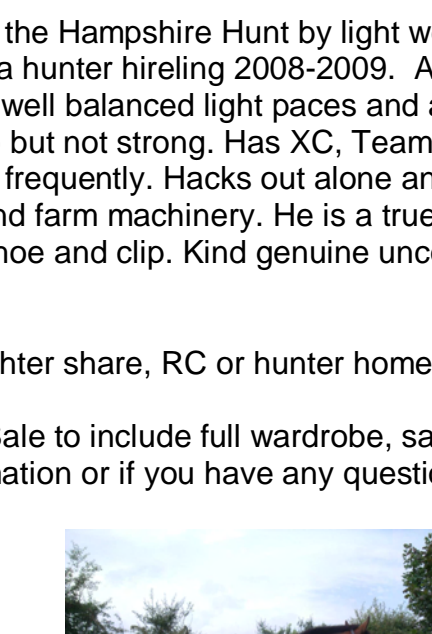 the Hampshire Hunt by light w
a hunter hireling 2008-2009. A
well balanced light paces and a
but not strong. Has XC, Team
frequently. Hacks out alone an
nd farm machinery. He is a true
hoe and clip. Kind genuine unc
hter share, RC or hunter home
Sale to include full wardrobe, sa
mation or if you have any questi